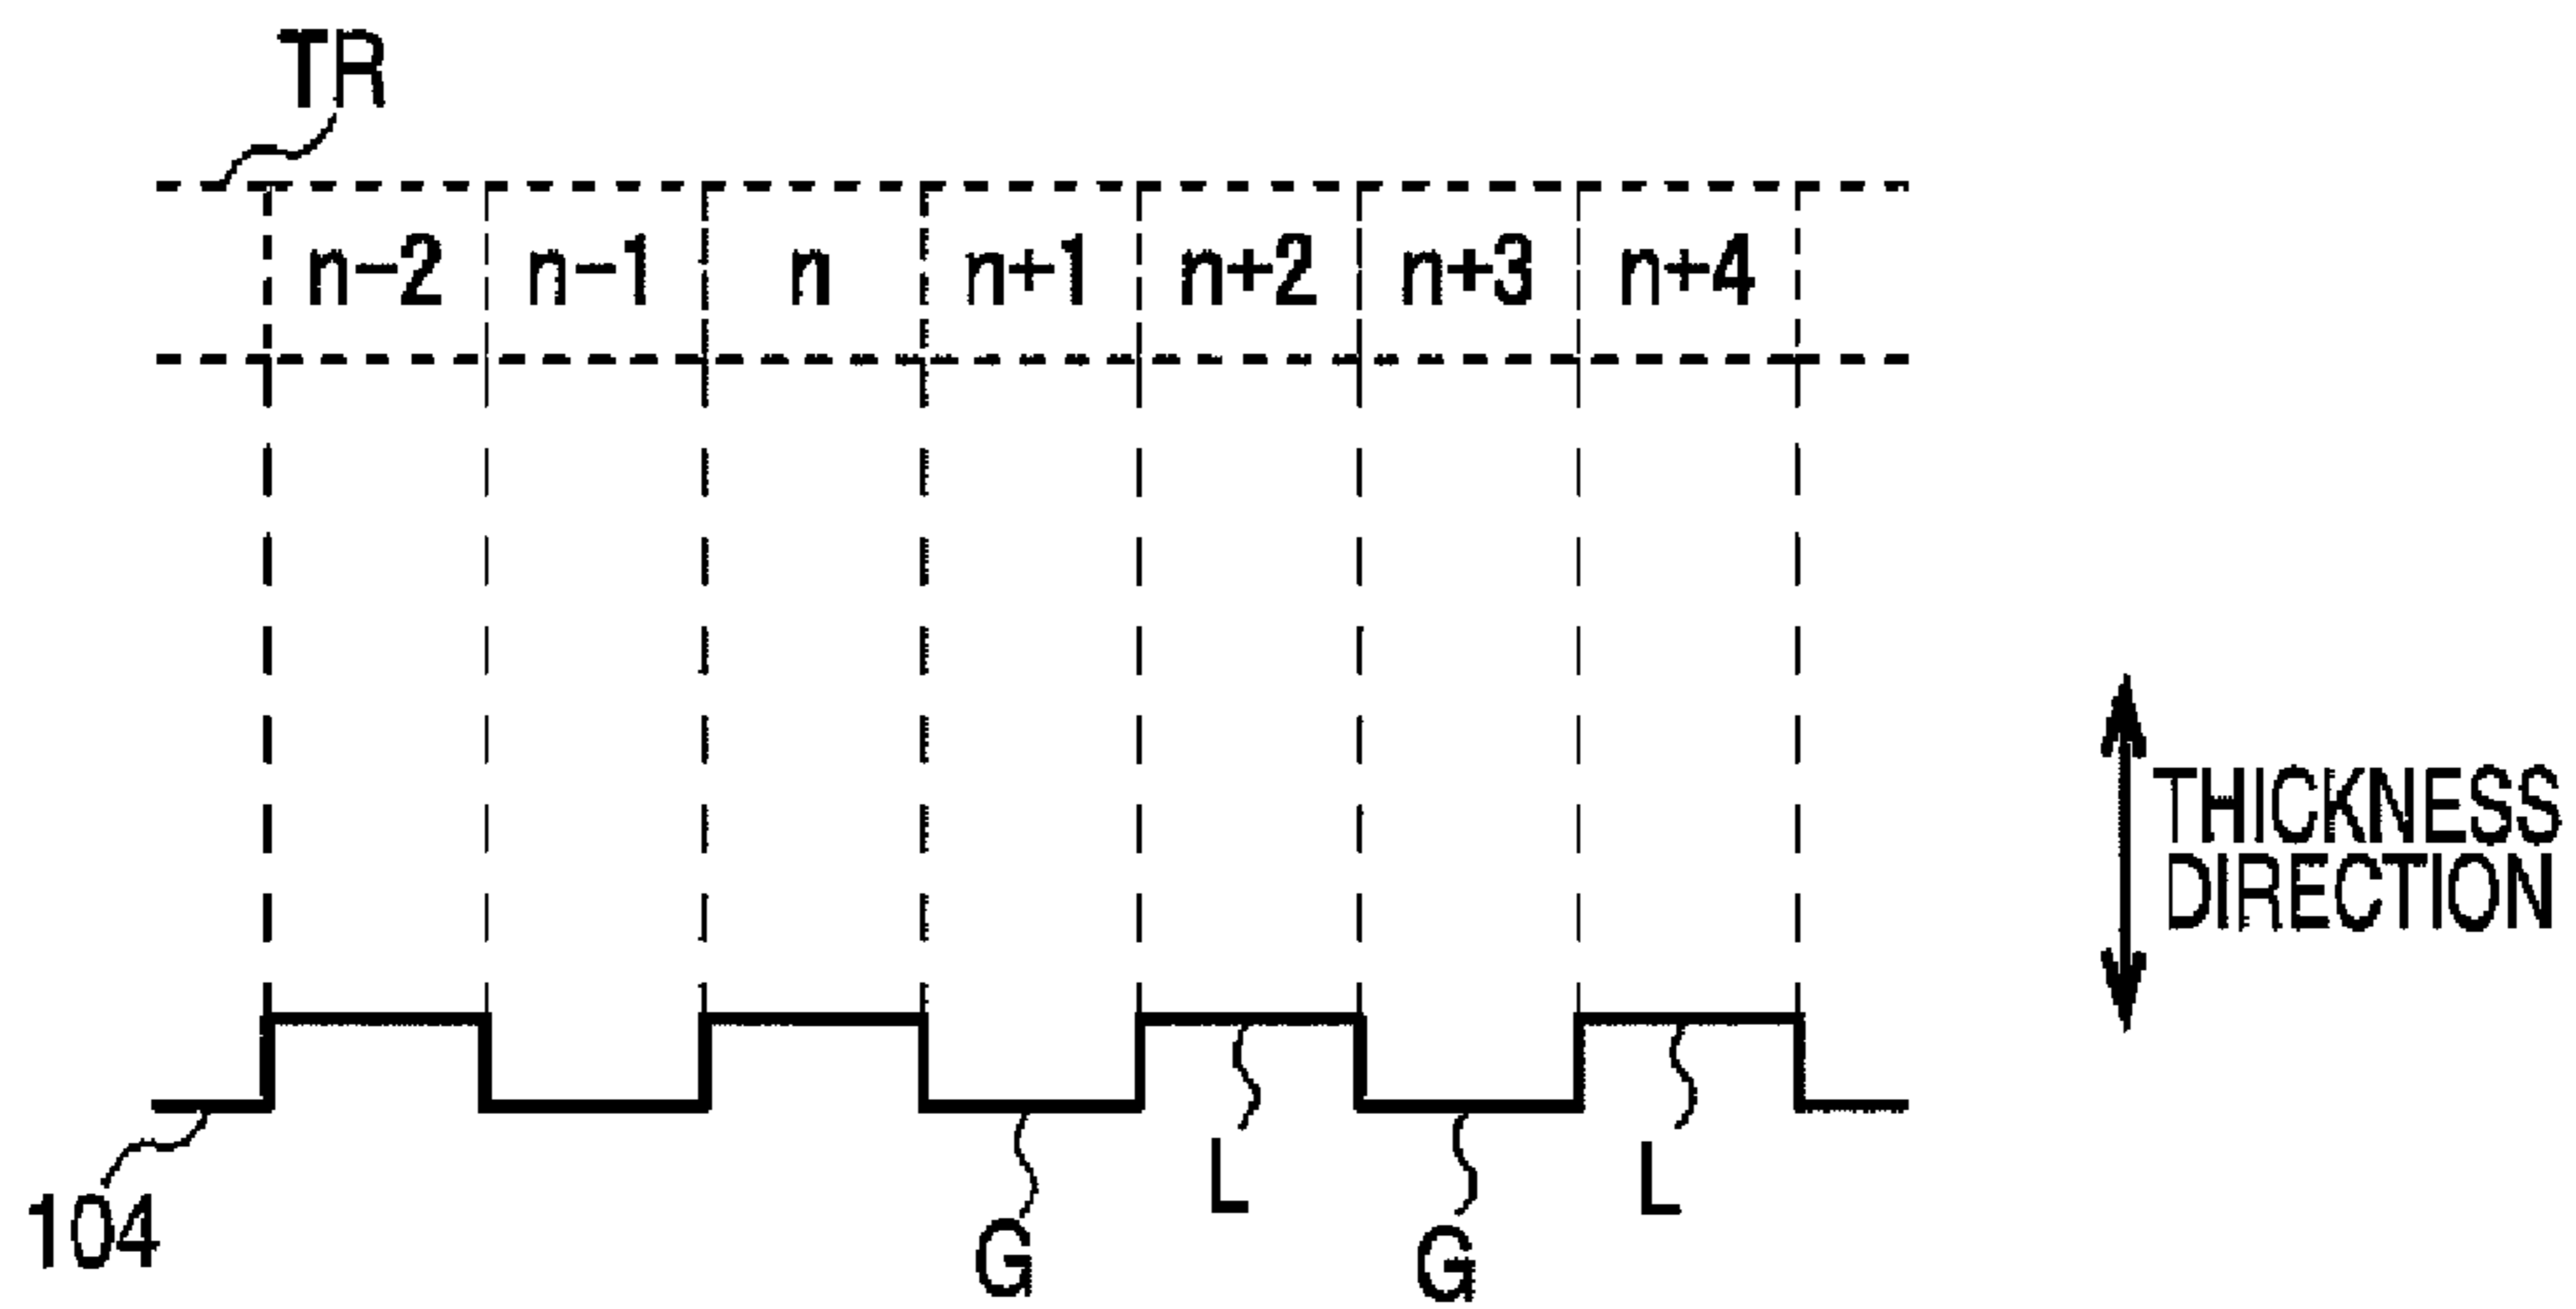 TR
n-2 n-1 n n+1 n+2 n+3 n+4
THICKNESS
DIRECTION
104
G
L
G
L